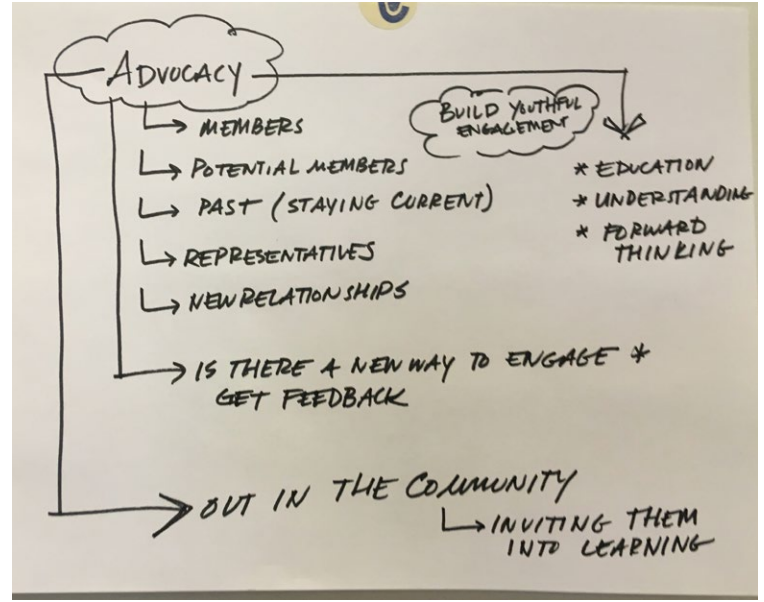 ADVOCACY
BUILD YOUTHFUL
ENGAGEMENT
→ MEMBERS
→ POTENTIAL MEMBERS
→ PAST (STAYING CURRENT)
→ REPRESENTATIVES
→ NEW RELATIONSHIPS
* EDUCATION
* UNDERSTANDING
* FORWARD
THINKING
→ IS THERE A NEW WAY TO ENGAGE *
GET FEEDBACK
→ OUT IN THE COMMUNITY
→ INVITING THEM
INTO LEARNING